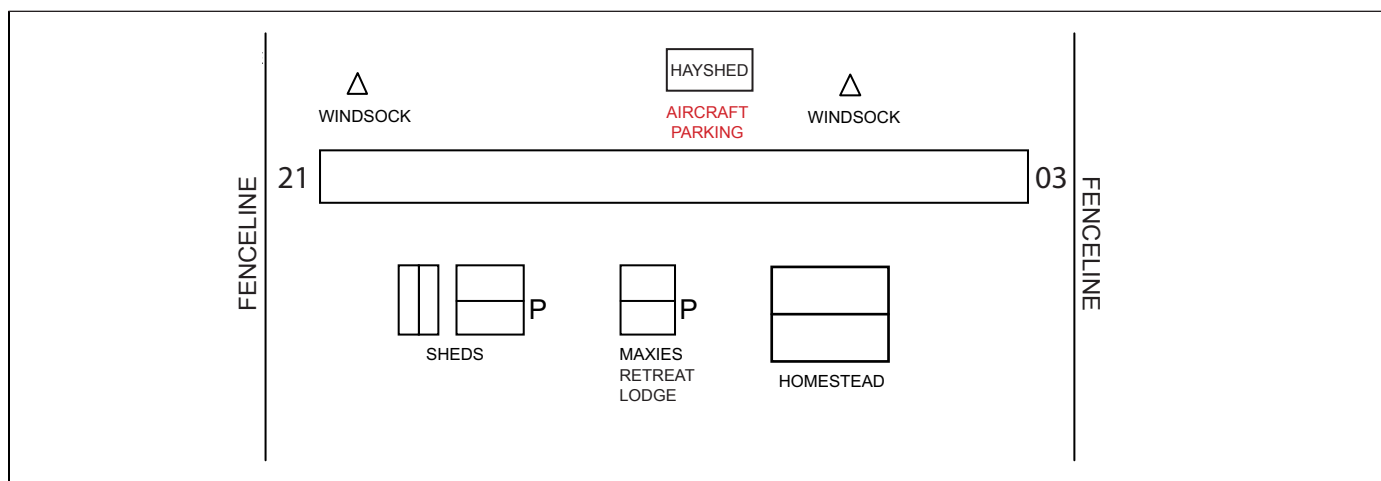 HAYSHED
AIRCRAFT
PARKING
WINDSOCK
WINDSOCK
21
03
FENCELINE
FENCELINE
P
P
SHEDS
MAXIES
RETREAT
LODGE
HOMESTEAD